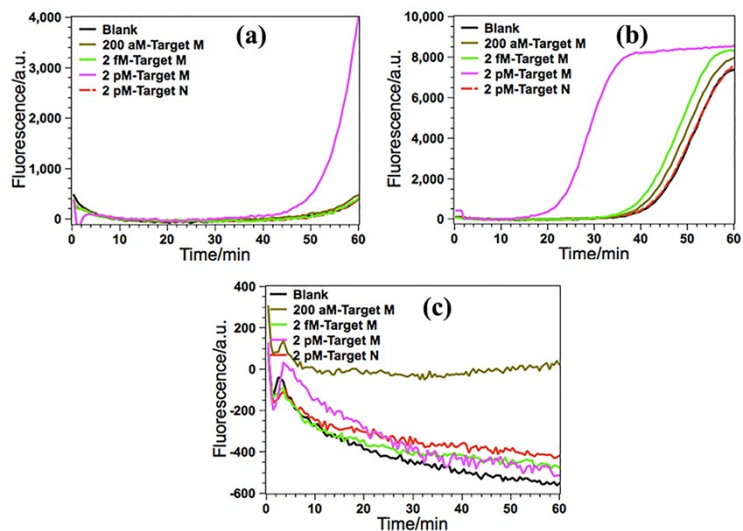 4,000
3,000
2,000
1,000
0
Fluorescence/a.u.
Blank
200 aM-Target M
2 fM-Target M
2 pM-Target M
2 pM-Target N
(a)
0 10 20 30 40 50 60
Time/min
10,000
8,000
6,000
4,000
2,000
0
Fluorescence/a.u.
Blank
200 aM-Target M
2 fM-Target M
2 pM-Target M
2 pM-Target N
(b)
0 10 20 30 40 50 60
Time/min
400
200
0
-200
-400
-600
Fluorescence/a.u.
Blank
200 aM-Target M
2 fM-Target M
2 pM-Target M
2 pM-Target N
(c)
0 10 20 30 40 50 60
Time/min